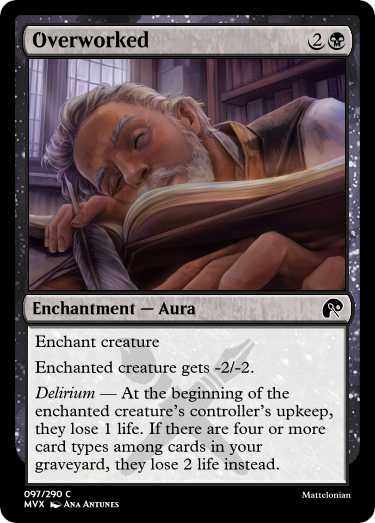 Overworked 2
Enchantment — Aura
Enchant creature
Enchanted creature gets -2/-2.
Delirium — At the beginning of the
enchanted creature's controller's upkeep,
they lose 1 life. If there are four or more
card types among cards in your
graveyard, they lose 2 life instead.
097/290 C
MVX Ana Antunes
Mattelonian